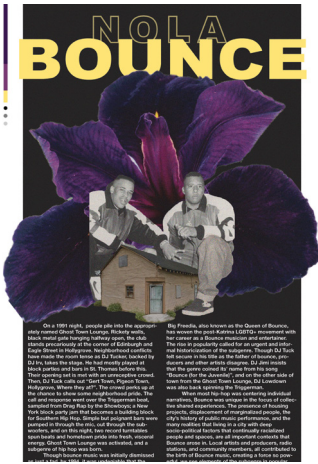 NOLA
BOUNCE
On a 1991 night, people pile into the appropri-
ately named Ghost Town Lounge. Rickety walls,
black metal gate hanging halfway open, the club
stands precariously at the corner of Edinburgh and
Eagle Street in Hollygrove. Neighborhood conflicts
have made the room tense as DJ Tucker, backed by
DJ Irv, takes the stage. He had mostly played at
block parties and bars in St. Thomas before this.
Their opening set is met with an unreceptive crowd.
Then, DJ Tuck calls out “Gert Town, Pigeon Town,
Hollygrove, Where they at?”. The crowd perks up at
the chance to show some neighborhood pride. The
call and response went over the Triggerman beat,
sampled from Drag Rap by the Showboys; a New
York block party jam that becomes a building block
for Southern Hip Hop. Simple but poignant bars were
pumped in through the mic, out through the sub-
woofers, and on this night, two record turntables
spun beats and hometown pride into fresh, visceral
energy. Ghost Town Lounge was activated, and a
subgenre of hip hop was born.
Though bounce music was initially dismissed
as just a fad, by 1994, it was undeniable that the
Big Freedia, also known as the Queen of Bounce,
has woven the post-Katrina LGBTQ+ movement with
her career as a Bounce musician and entertainer.
The rise in popularity called for an urgent and infor-
mal historization of the subgenre. Though DJ Tuck
felt secure in his title as the father of bounce, pro-
ducers and other artists disagree. DJ Jimi insists
that the genre coined its’ name from his song
“Bounce (for the Juvenile)”, and on the other side of
town from the Ghost Town Lounge, DJ Lowdown
was also back spinning the Triggerman.
When most hip-hop was centering individual
narratives, Bounce was unique in the focus of collec-
tive shared experiences. The presence of housing
projects, displacement of marginalized people, the
city’s history of public music performance, and the
many realities that living in a city with deep
socio-political factors that continually racialized
people and spaces, are all important contexts that
Bounce arose in. Local artists and producers, radio
stations, and community members, all contributed to
the birth of Bounce music, creating a force so pow-